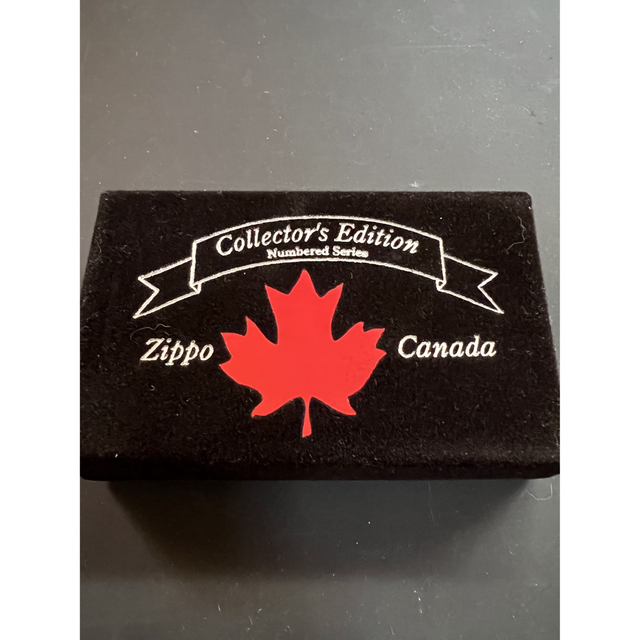 Collector's Edition
Numbered Series
Zippo Canada